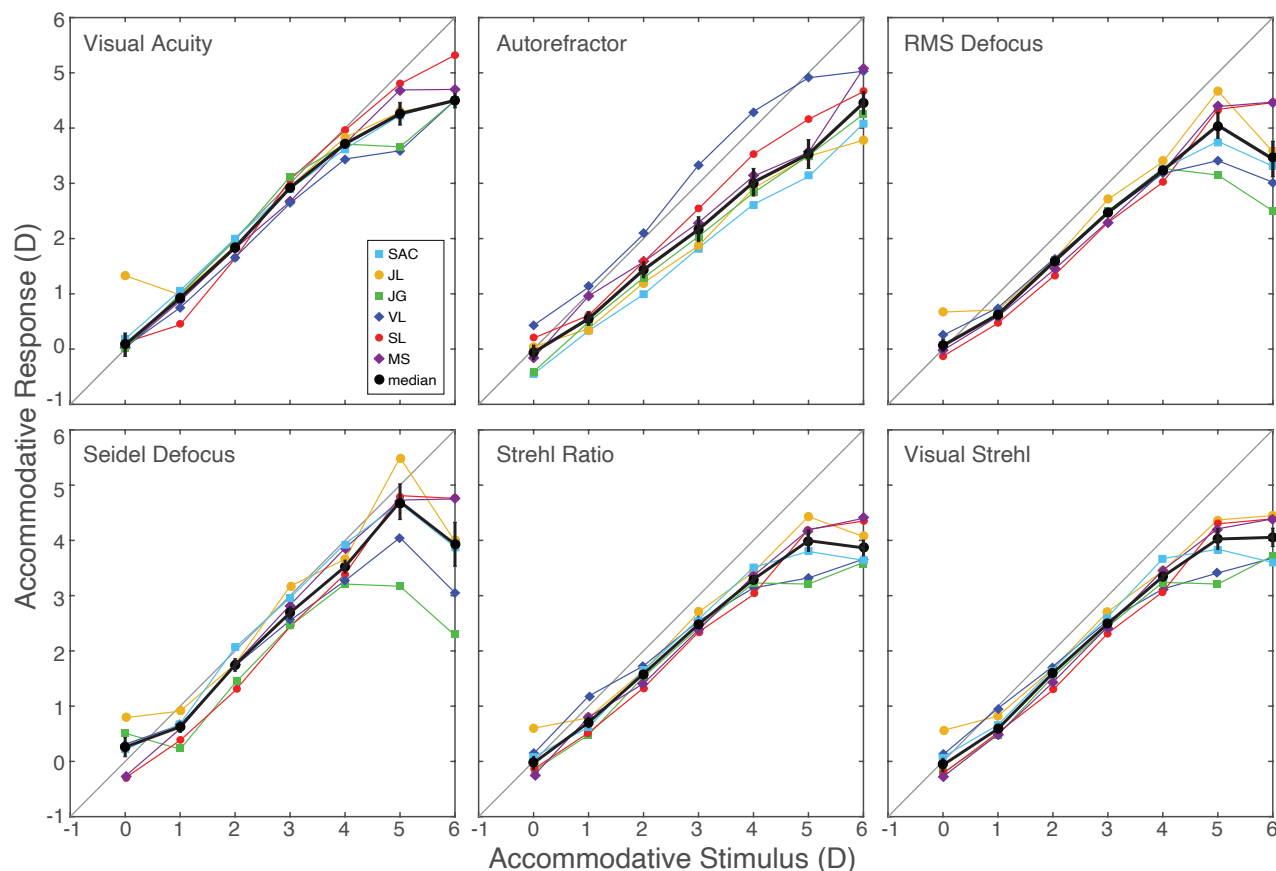 Visual Acuity
Autorefractor
RMS Defocus
6
5
4
3
2
1
0
-1
SAC
JL
JG
VL
SL
MS
median
Accommodative Response (D)
Seidel Defocus
Strehl Ratio
Visual Strehl
6
5
4
3
2
1
0
-1
-1 0 1 2 3 4 5 6
-1 0 1 2 3 4 5 6
-1 0 1 2 3 4 5 6
Accommodative Stimulus (D)